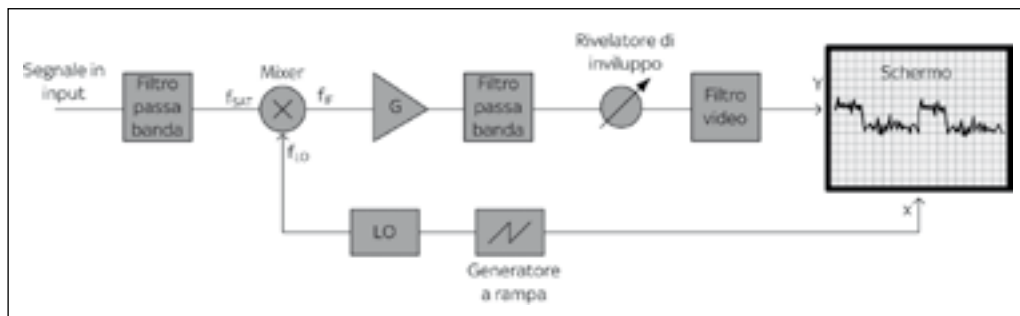 Segnale in
input
Filtro
passa
banda
f_SAT
Mixer
f_IF
f_LO
G
Filtro
passa
banda
Rivelatore di
inviluppo
Filtro
video
Y
Schermo
X
LO
Generatore
a rampa